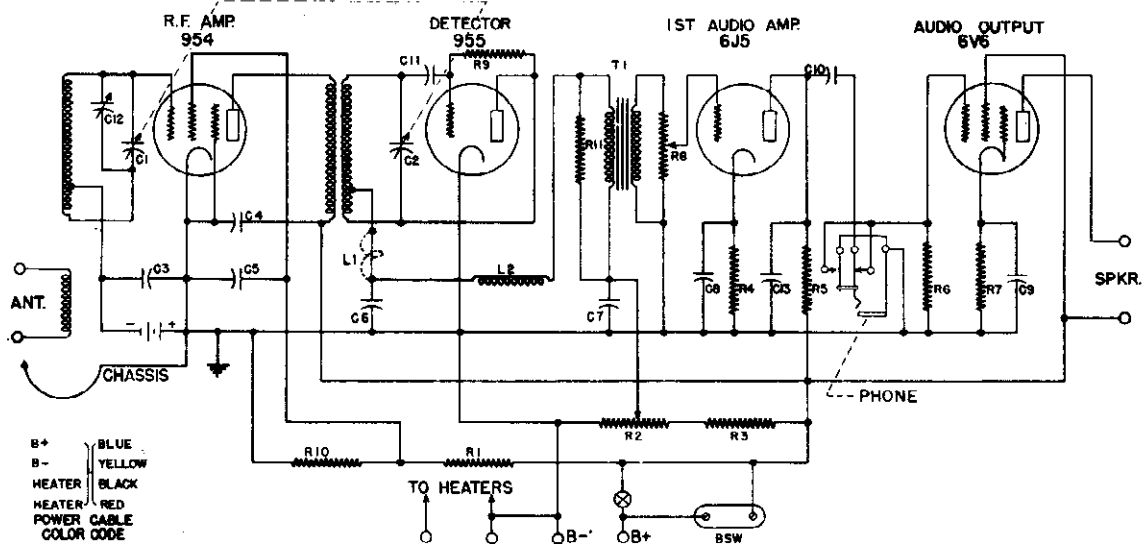 R.F. AMP.
954
DETECTOR
955
1ST AUDIO AMP.
6J5
AUDIO OUTPUT
6V6
C12
C1
C11
R9
C2
T1
R11
R8
C10
C4
L1
L2
C3
C5
C6
C7
C8
R4
C13
R5
R6
R7
C9
ANT.
SPKR.
- +
CHASSIS
PHONE
R2
R3
R10
R1
B+ BLUE
B- YELLOW
HEATER BLACK
HEATER RED
POWER CABLE
COLOR CODE
TO HEATERS
B-
B+
BSW